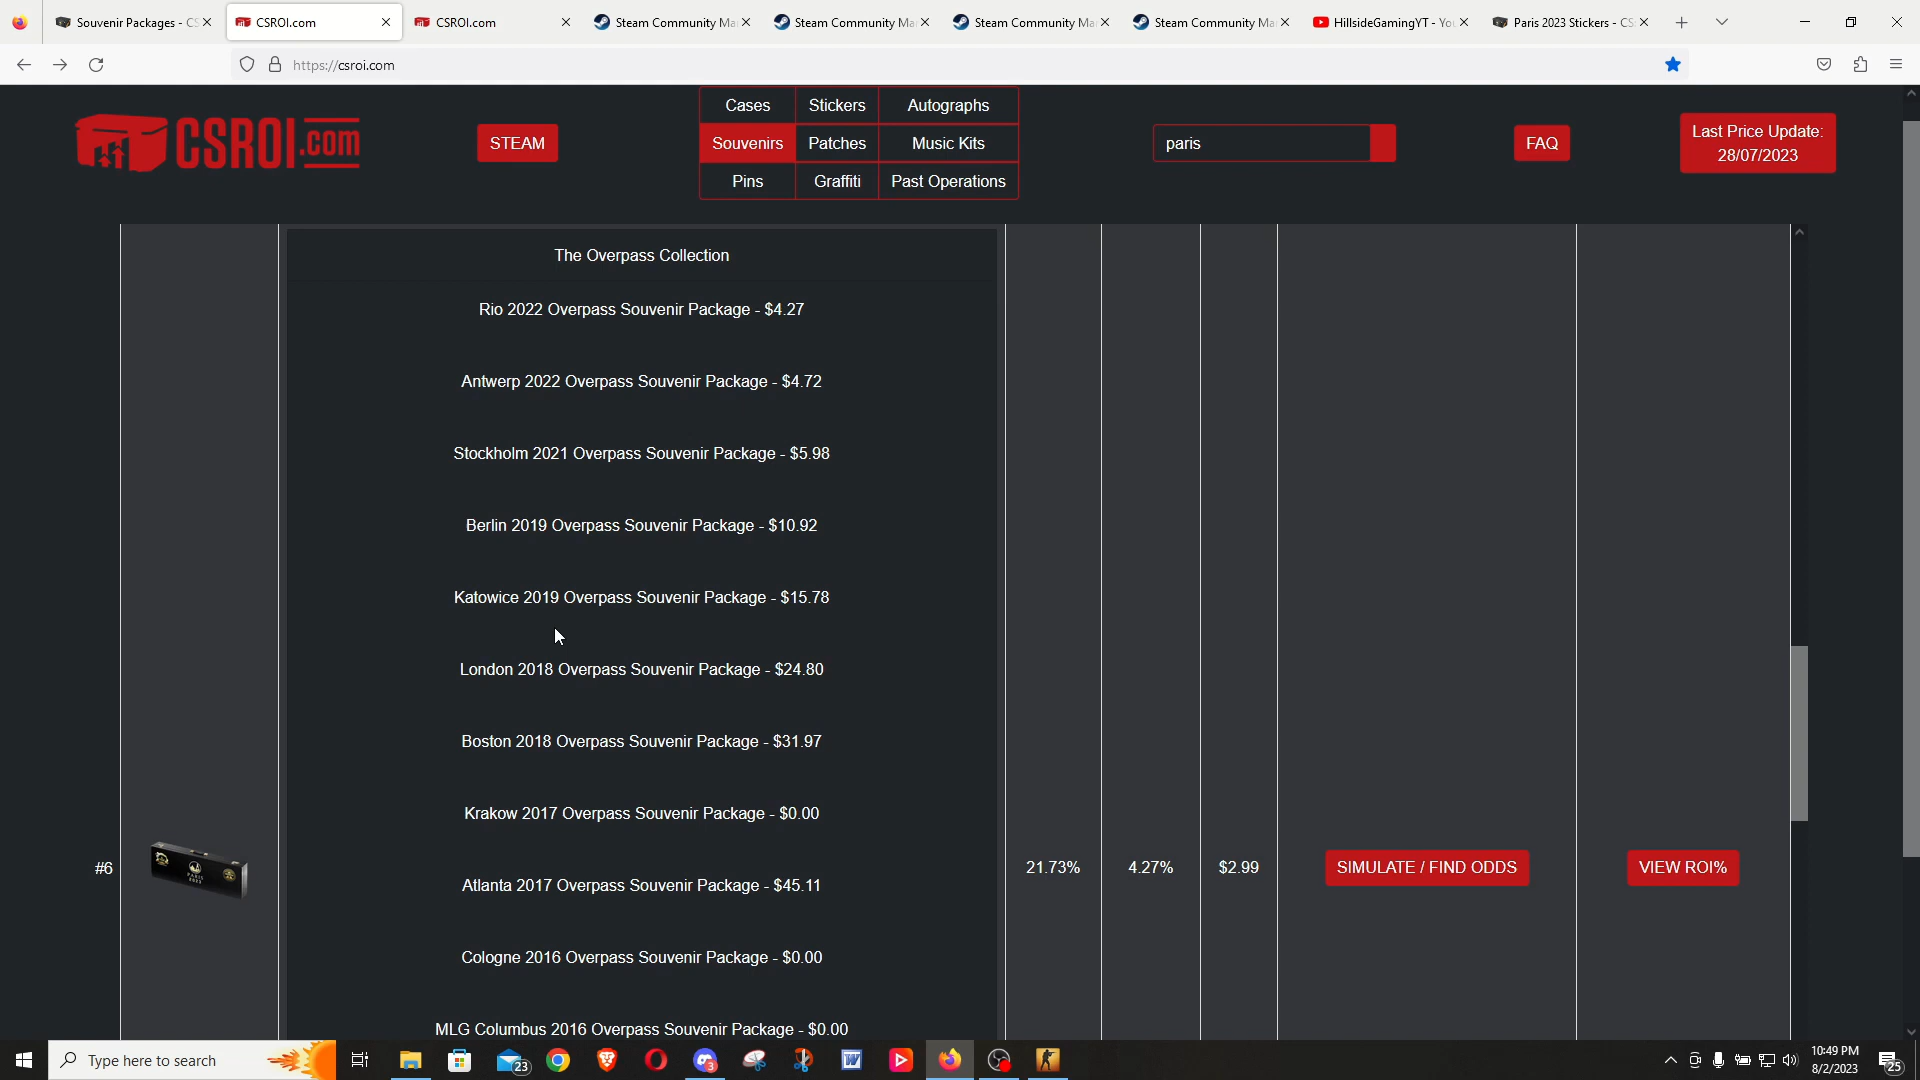 Souvenir Packages - CS
CSROI.com
CSROI.com
Steam Community Ma
Steam Community Ma
Steam Community Ma
Steam Community Ma
HillsideGamingYT - Yo
Paris 2023 Stickers - CS
https://csroi.com
CSROI.com
STEAM
Cases
Stickers
Autographs
Souvenirs
Patches
Music Kits
Pins
Graffiti
Past Operations
paris
FAQ
Last Price Update:
28/07/2023
The Overpass Collection
Rio 2022 Overpass Souvenir Package - $4.27
Antwerp 2022 Overpass Souvenir Package - $4.72
Stockholm 2021 Overpass Souvenir Package - $5.98
Berlin 2019 Overpass Souvenir Package - $10.92
Katowice 2019 Overpass Souvenir Package - $15.78
London 2018 Overpass Souvenir Package - $24.80
Boston 2018 Overpass Souvenir Package - $31.97
Krakow 2017 Overpass Souvenir Package - $0.00
#6
PARIS
2023
Atlanta 2017 Overpass Souvenir Package - $45.11
21.73%
4.27%
$2.99
SIMULATE / FIND ODDS
VIEW ROI%
Cologne 2016 Overpass Souvenir Package - $0.00
MLG Columbus 2016 Overpass Souvenir Package - $0.00
Type here to search
23
3
10:49 PM
8/2/2023
25